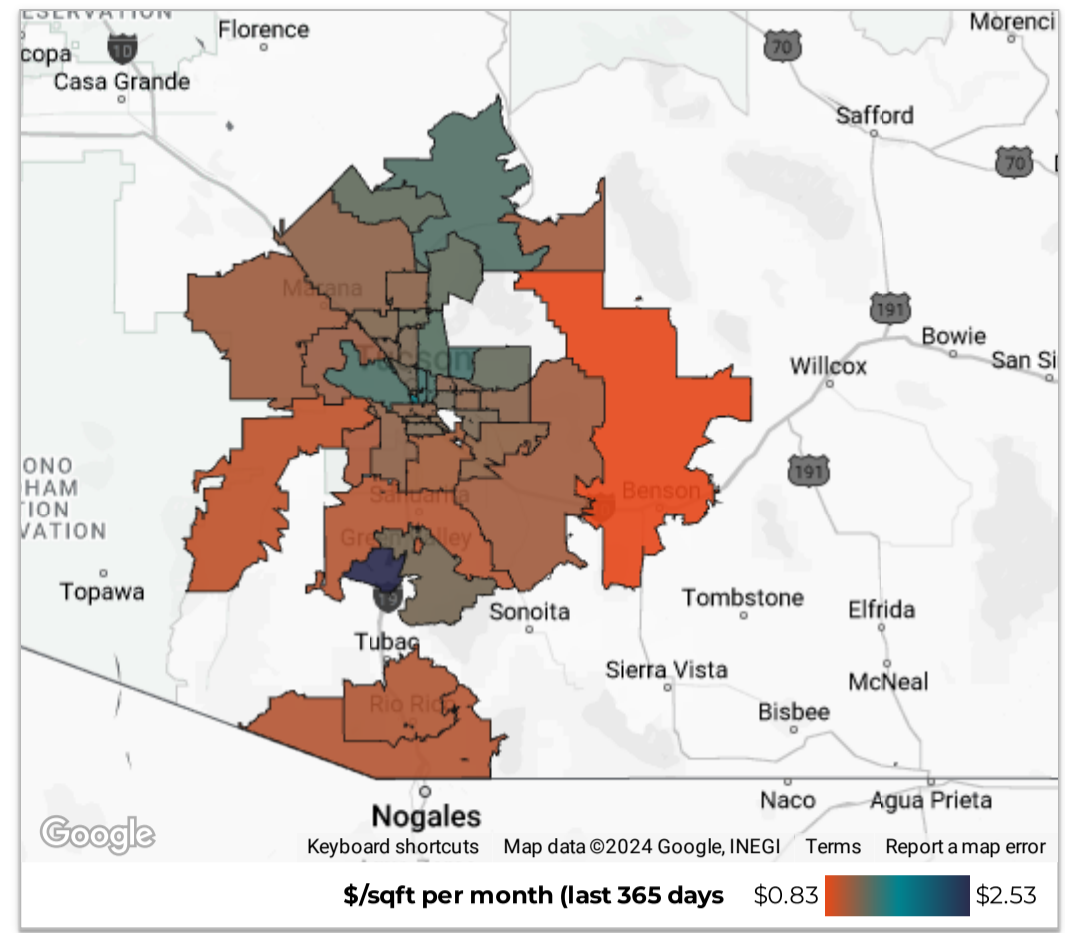 ESERVATION
Florence
Morenci
copa
10
70
Casa Grande
Safford
70
Marana
191
Bowie
Tucson
Willcox
San Si
ONO
HAM
TION
VATION
191
Benson
Sahuarita
Green Valley
Topawa
19
Sonoita
Tombstone
Elfrida
Tubac
Sierra Vista
McNeal
Rio Rico
Bisbee
Nogales
Naco
Agua Prieta
Google
Keyboard shortcuts Map data ©2024 Google, INEGI Terms Report a map error
$/sqft per month (last 365 days $0.83 $2.53